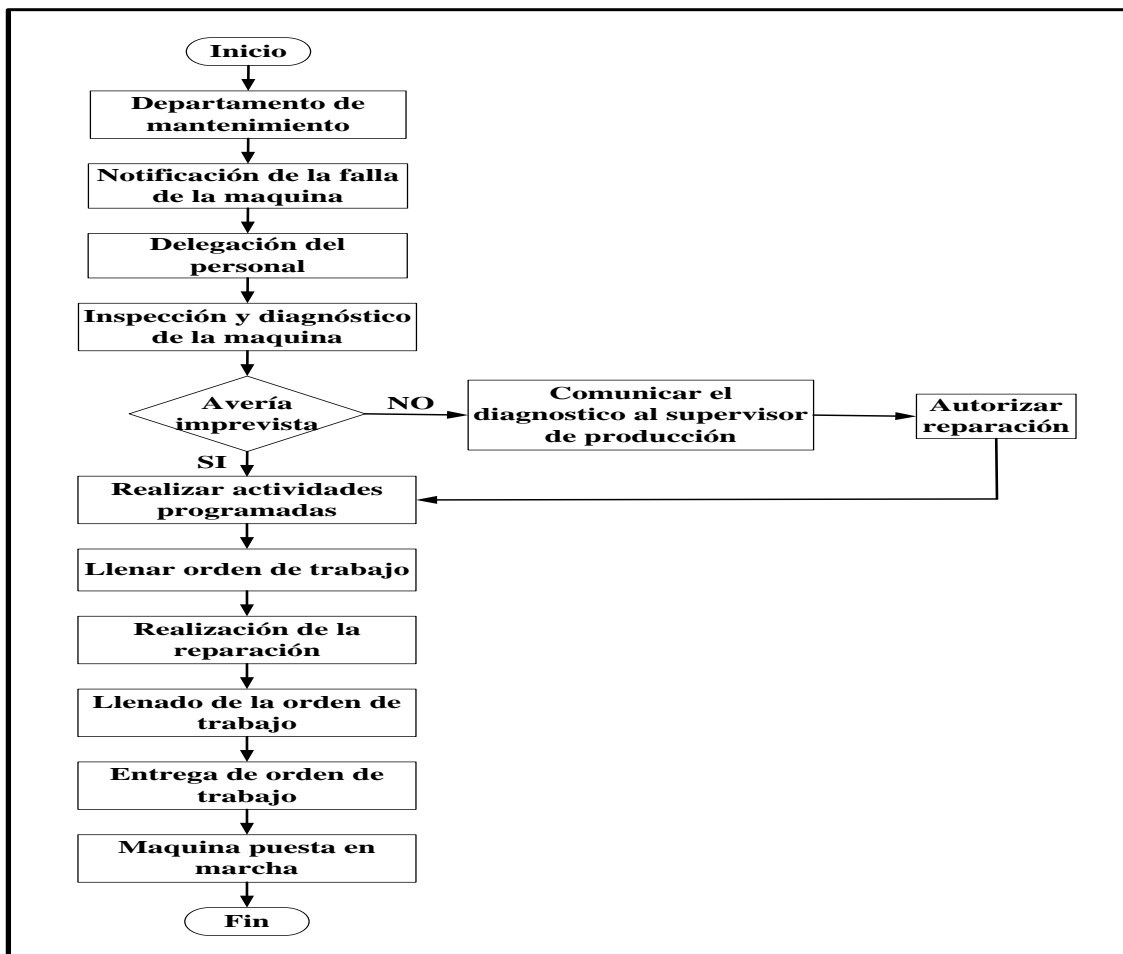 Inicio
Departamento de
mantenimiento
Notificación de la falla
de la maquina
Delegación del
personal
Inspección y diagnóstico
de la maquina
Avería
imprevista
NO
Comunicar el
diagnostico al supervisor
de producción
Autorizar
reparación
SI
Realizar actividades
programadas
Llenar orden de trabajo
Realización de la
reparación
Llenado de la orden de
trabajo
Entrega de orden de
trabajo
Maquina puesta en
marcha
Fin